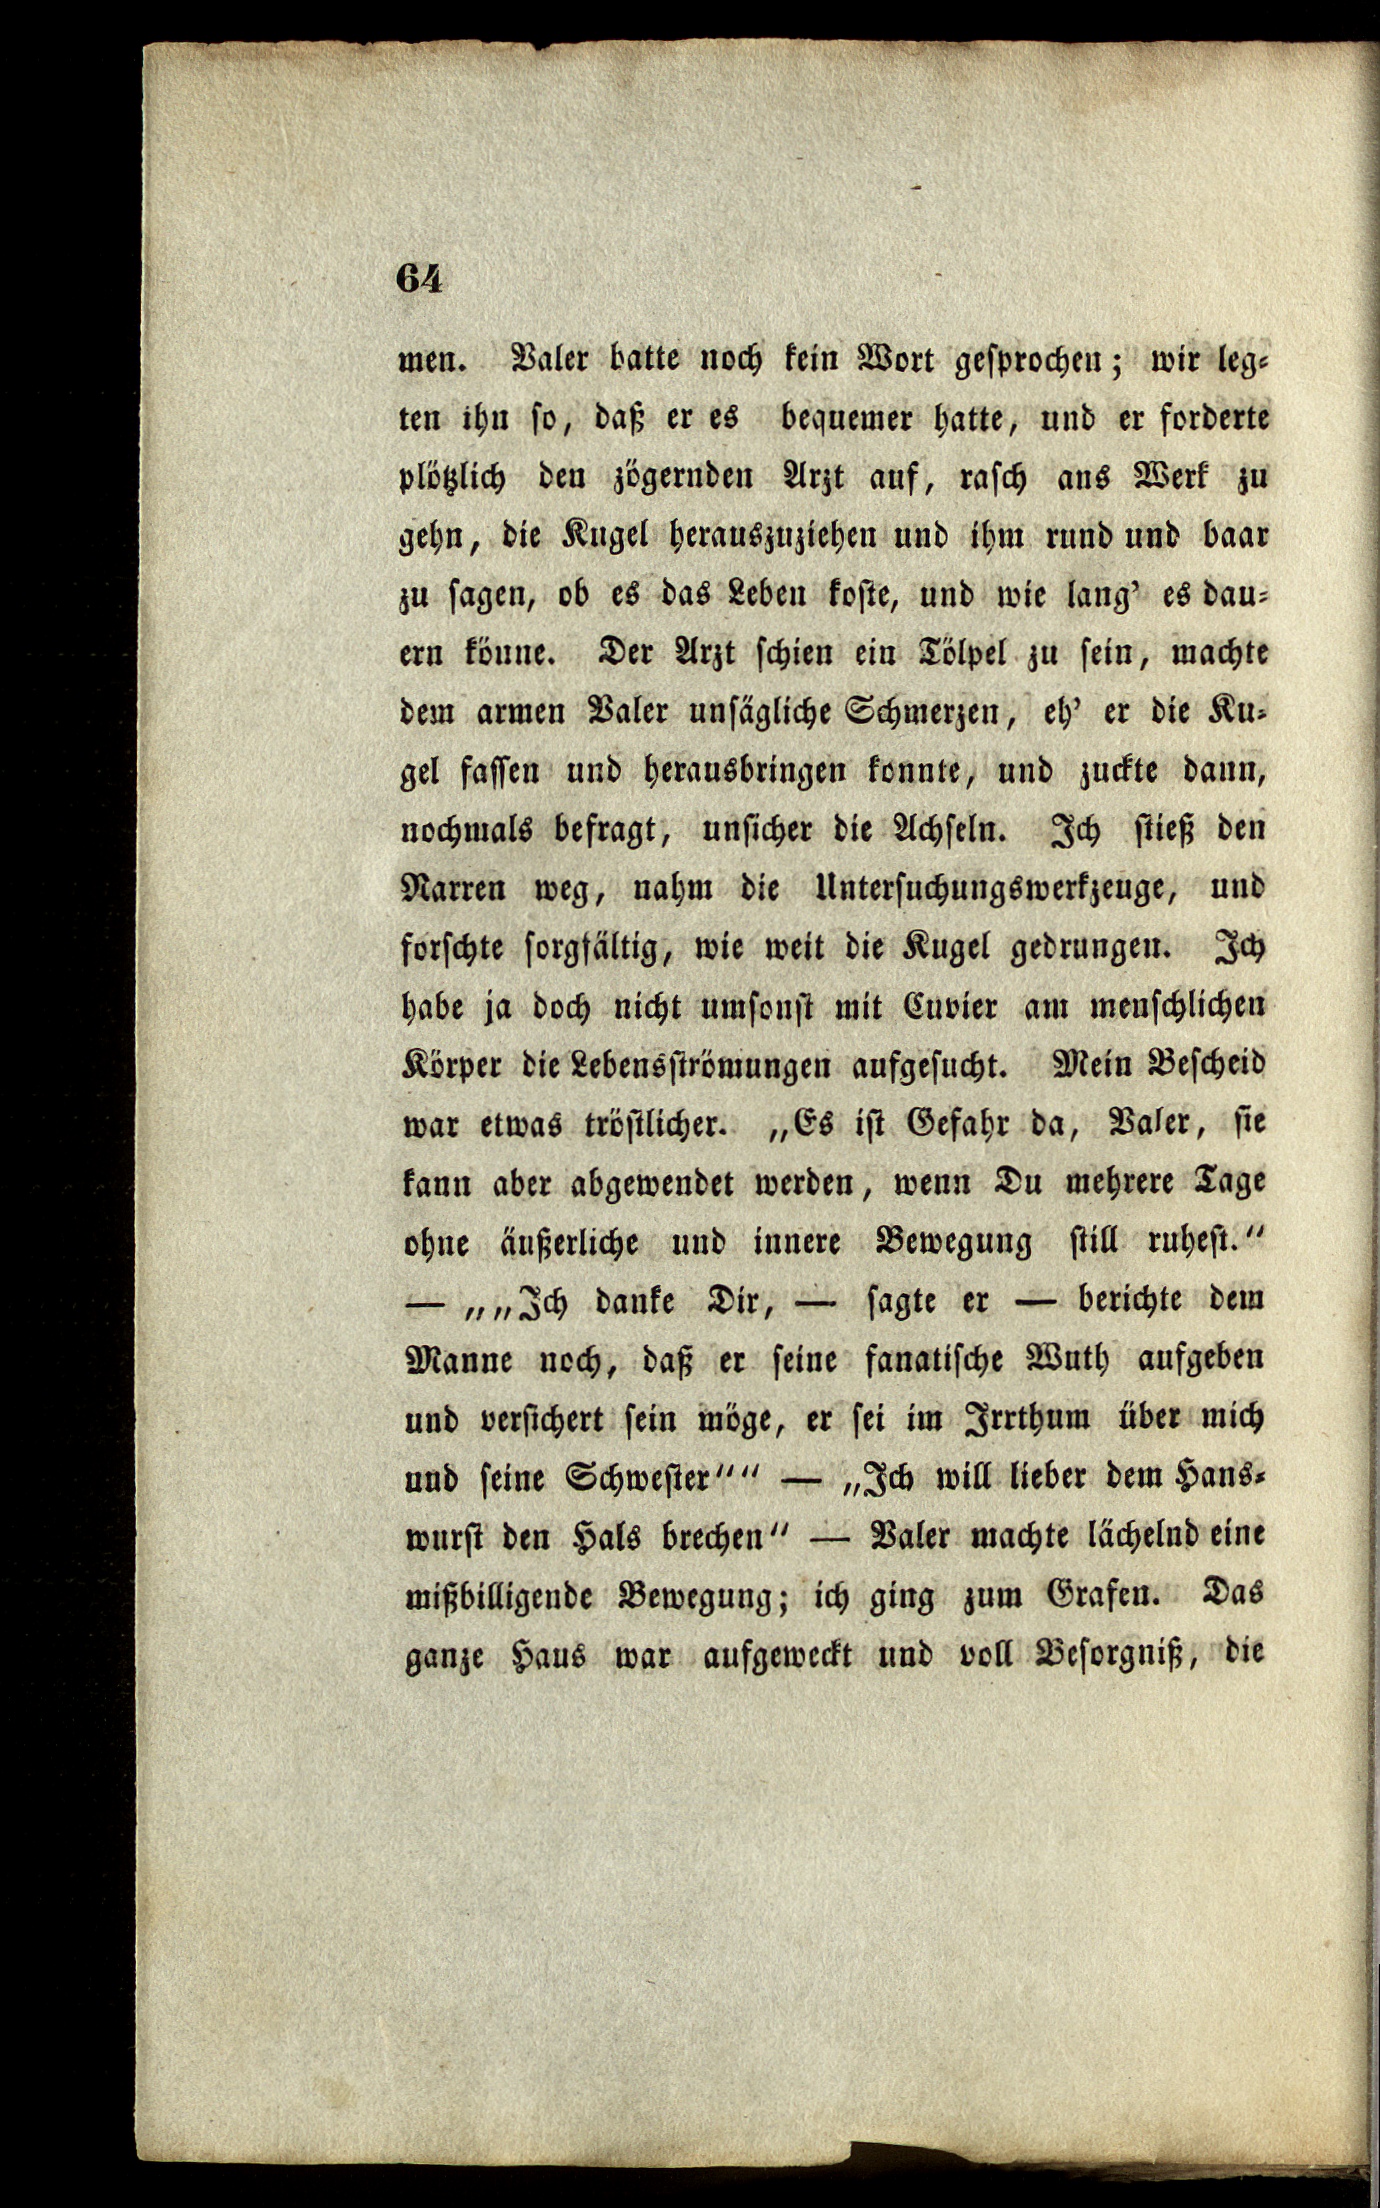 64
men. Valer hatte noch kein Wort gesprochen; wir leg-
ten ihn so, daß er es bequemer hatte, und er forderte
plötzlich den zögernden Arzt auf, rasch ans Werk zu
gehn, die Kugel herauszuziehen und ihm rund und baar
zu sagen, ob es das Leben koste, und wie lang’ es dau-
ern könne. Der Arzt schien ein Tölpel zu sein, machte
dem armen Valer unsägliche Schmerzen, eh’ er die Ku-
gel fassen und herausbringen konnte, und zuckte dann,
nochmals befragt, unsicher die Achseln. Ich stieß den
Narren weg, nahm die Untersuchungswerkzeuge, und
forschte sorgfältig, wie weit die Kugel gedrungen. Ich
habe ja doch nicht umsonst mit Cuvier am menschlichen
Körper die Lebensströmungen aufgesucht. Mein Bescheid
war etwas tröstlicher. „Es ist Gefahr da, Valer, sie
kann aber abgewendet werden, wenn Du mehrere Tage
ohne äußerliche und innere Bewegung still ruhest.“
— „„Ich danke Dir, — sagte er — berichte dem
Manne noch, daß er seine fanatische Wuth aufgeben
und versichert sein möge, er sei im Irrthum über mich
und seine Schwester““ — „Ich will lieber dem Hans-
wurst den Hals brechen“ — Valer machte lächelnd eine
mißbilligende Bewegung; ich ging zum Grafen. Das
ganze Haus war aufgeweckt und voll Besorgniß, die